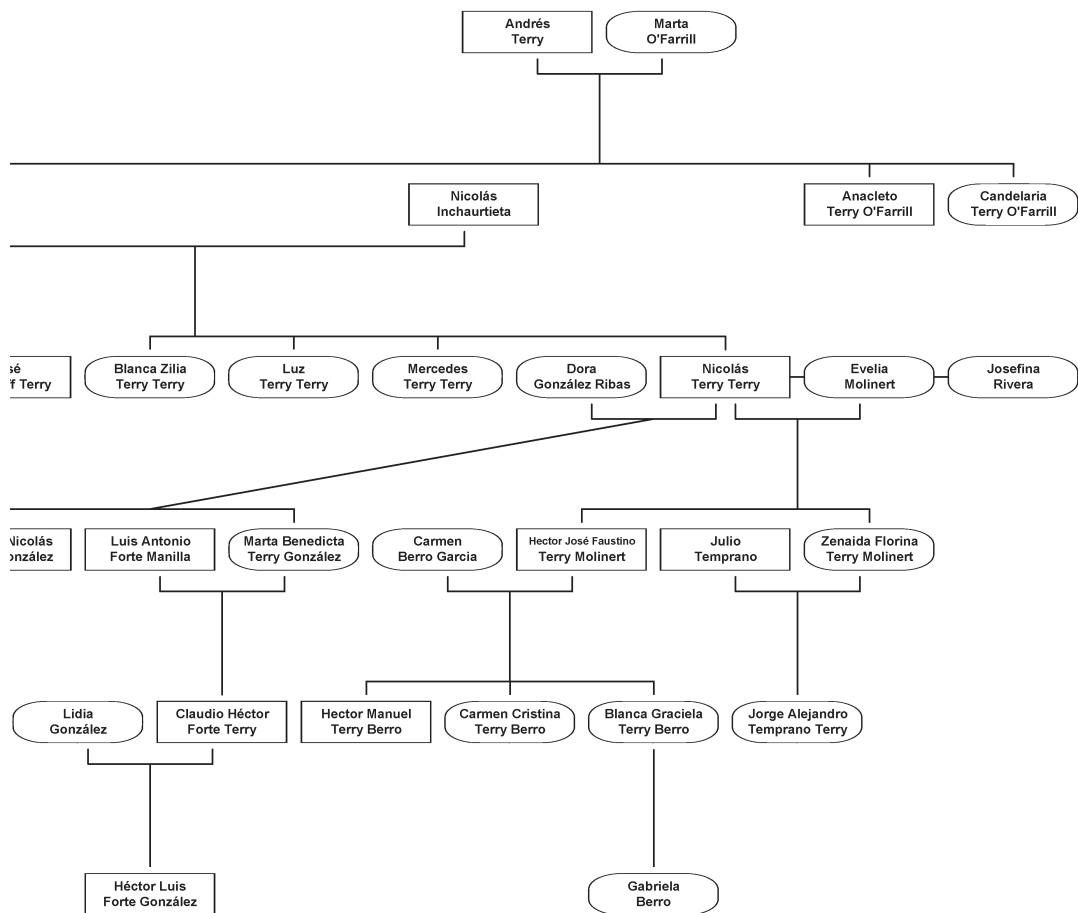 Andrés
Terry
Marta
O'Farrill
Nicolás
Inchaurtieta
Anacleto
Terry O'Farrill
Candelaria
Terry O'Farrill
Terry
Blanca Zilia
Terry Terry
Luz
Terry Terry
Mercedes
Terry Terry
Dora
González Ribas
Nicolás
Terry Terry
Evelia
Molinert
Josefina
Rivera
Nicolás
Luis Antonio
Forte Manilla
Marta Benedicta
Terry González
Carmen
Berro Garcia
Hector José Faustino
Terry Molinert
Julio
Temprano
Zenaida Florina
Terry Molinert
Lidia
González
Claudio Héctor
Forte Terry
Hector Manuel
Terry Berro
Carmen Cristina
Terry Berro
Blanca Graciela
Terry Berro
Jorge Alejandro
Temprano Terry
Héctor Luis
Forte González
Gabriela
Berro